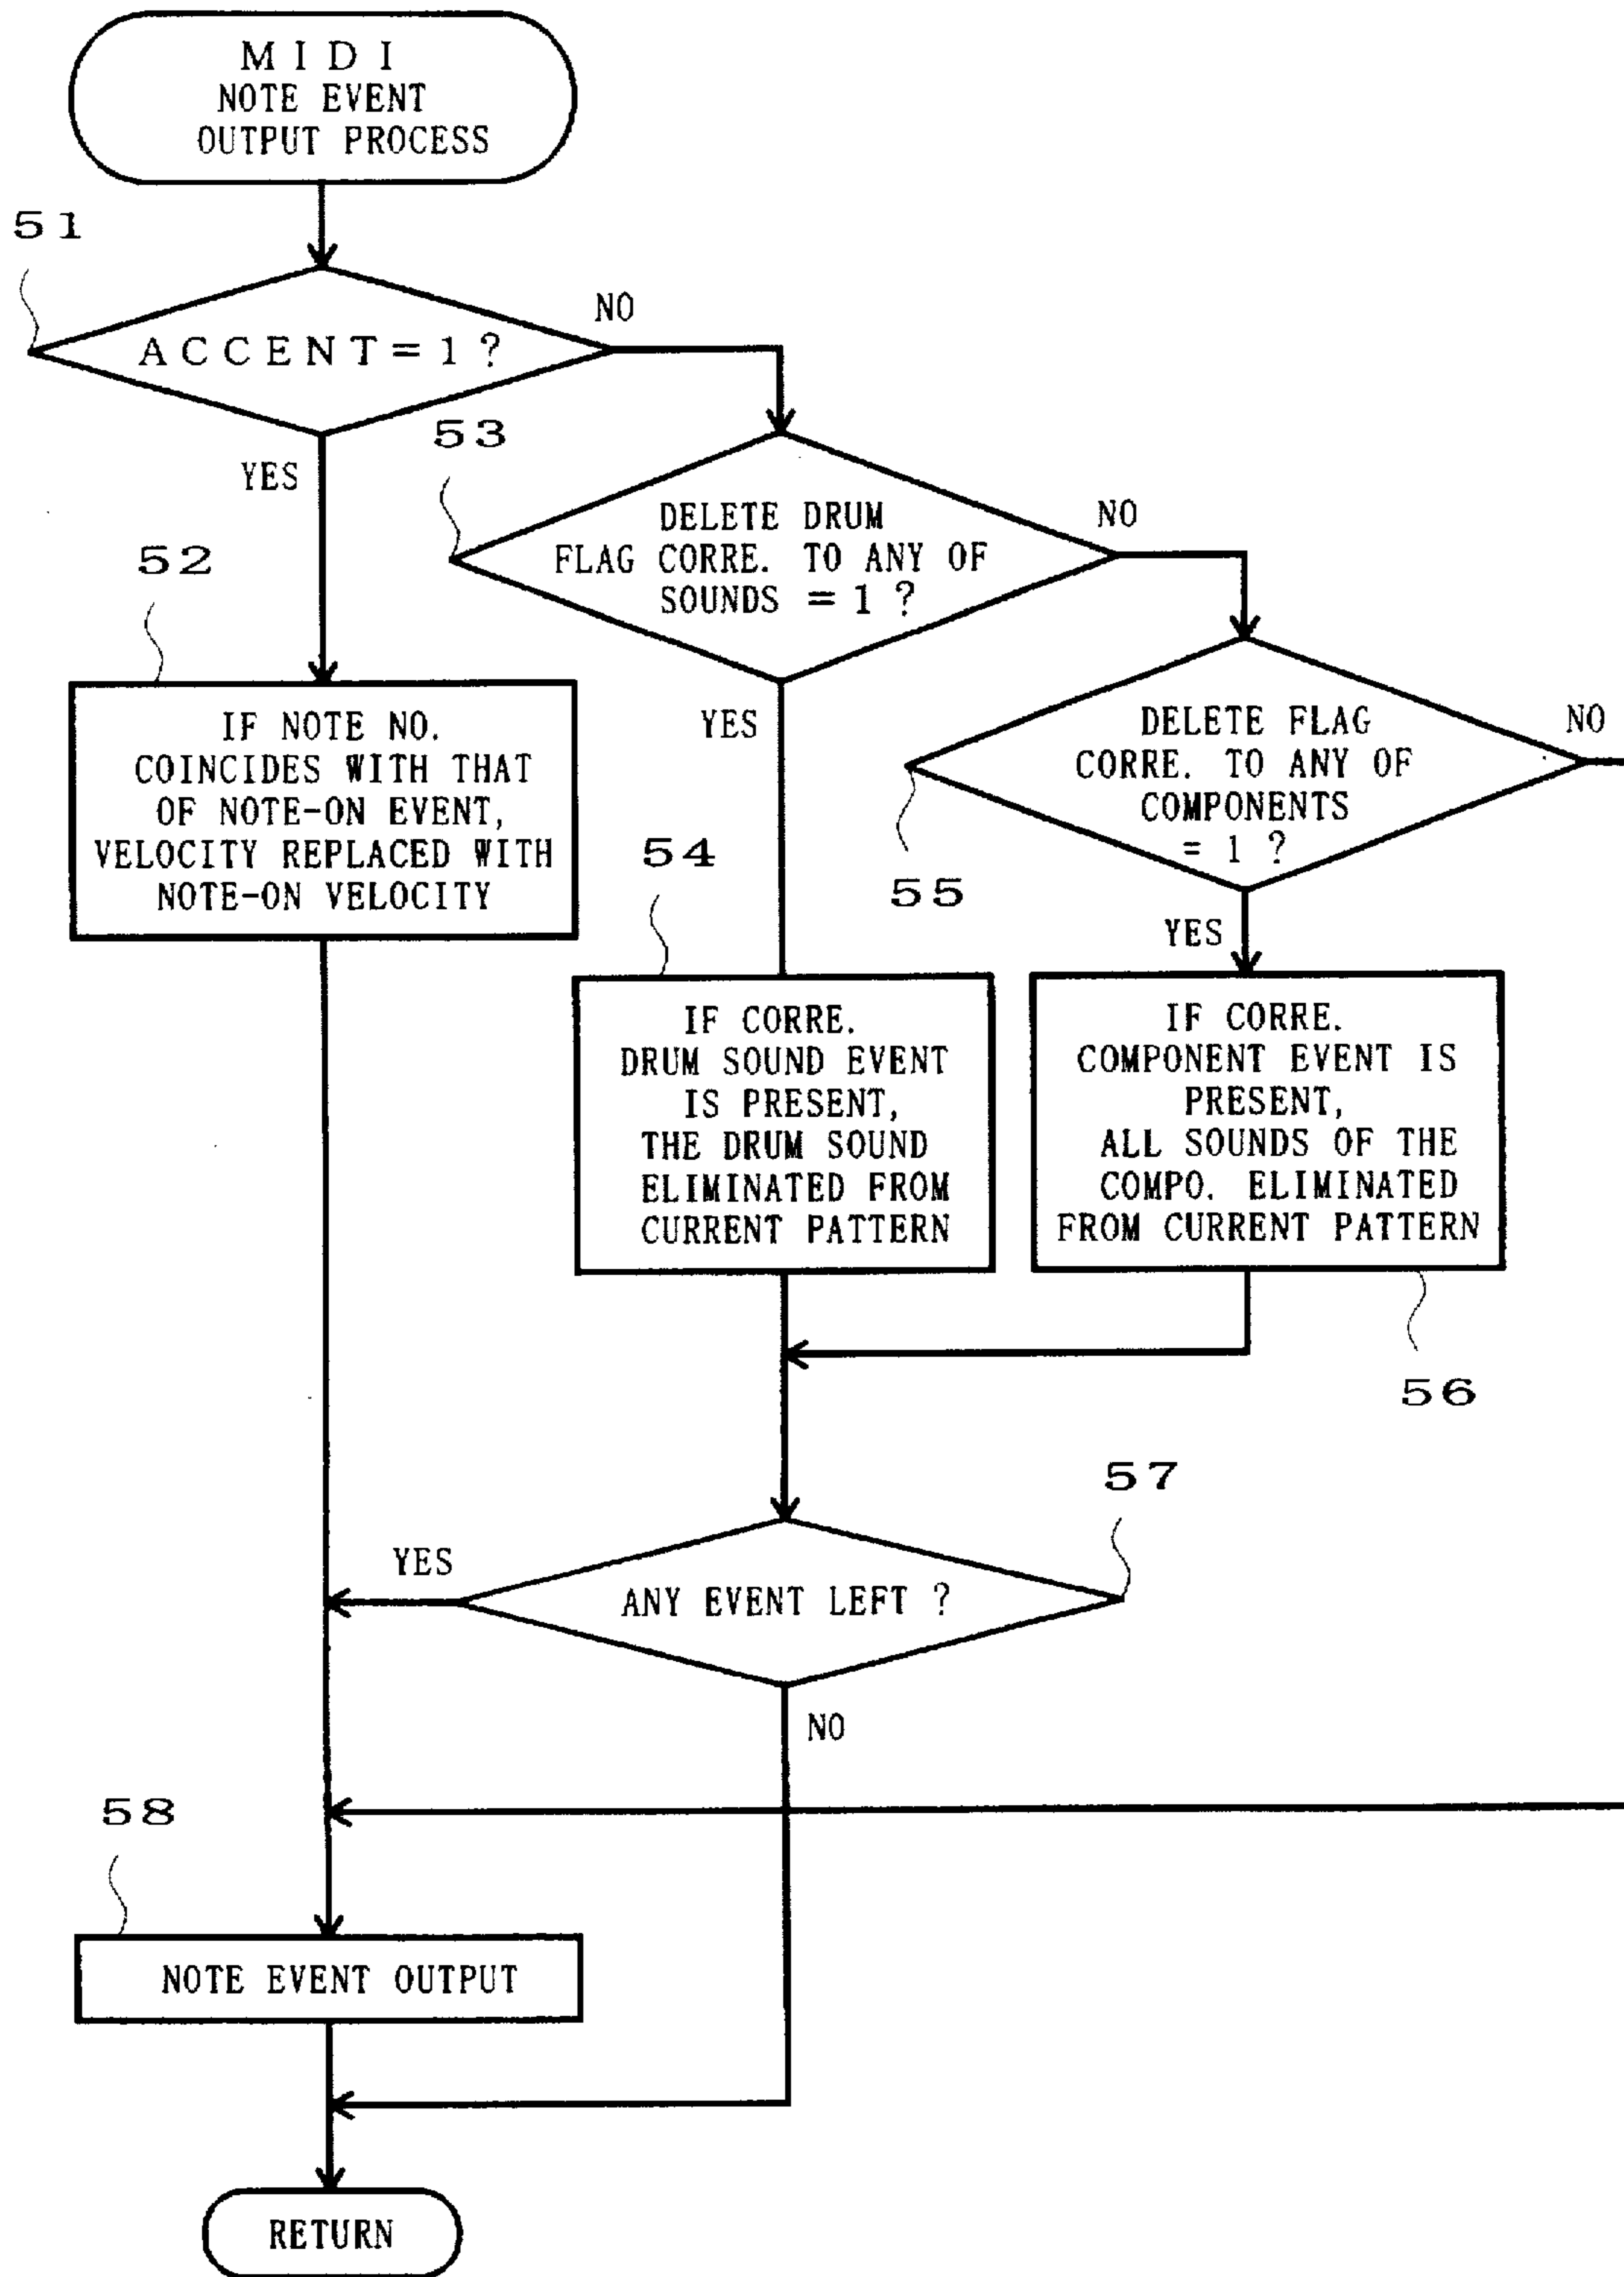 M I D I
NOTE EVENT
OUTPUT PROCESS
51
ACCENT=1?
NO
YES
53
DELETE DRUM
FLAG CORRE. TO ANY OF
SOUNDS = 1 ?
NO
YES
52
IF NOTE NO.
COINCIDES WITH THAT
OF NOTE-ON EVENT,
VELOCITY REPLACED WITH
NOTE-ON VELOCITY
DELETE FLAG
CORRE. TO ANY OF
COMPONENTS
= 1 ?
NO
55
YES
54
IF CORRE.
DRUM SOUND EVENT
IS PRESENT,
THE DRUM SOUND
ELIMINATED FROM
CURRENT PATTERN
IF CORRE.
COMPONENT EVENT IS
PRESENT,
ALL SOUNDS OF THE
COMPO. ELIMINATED
FROM CURRENT PATTERN
56
57
YES
ANY EVENT LEFT ?
NO
58
NOTE EVENT OUTPUT
RETURN